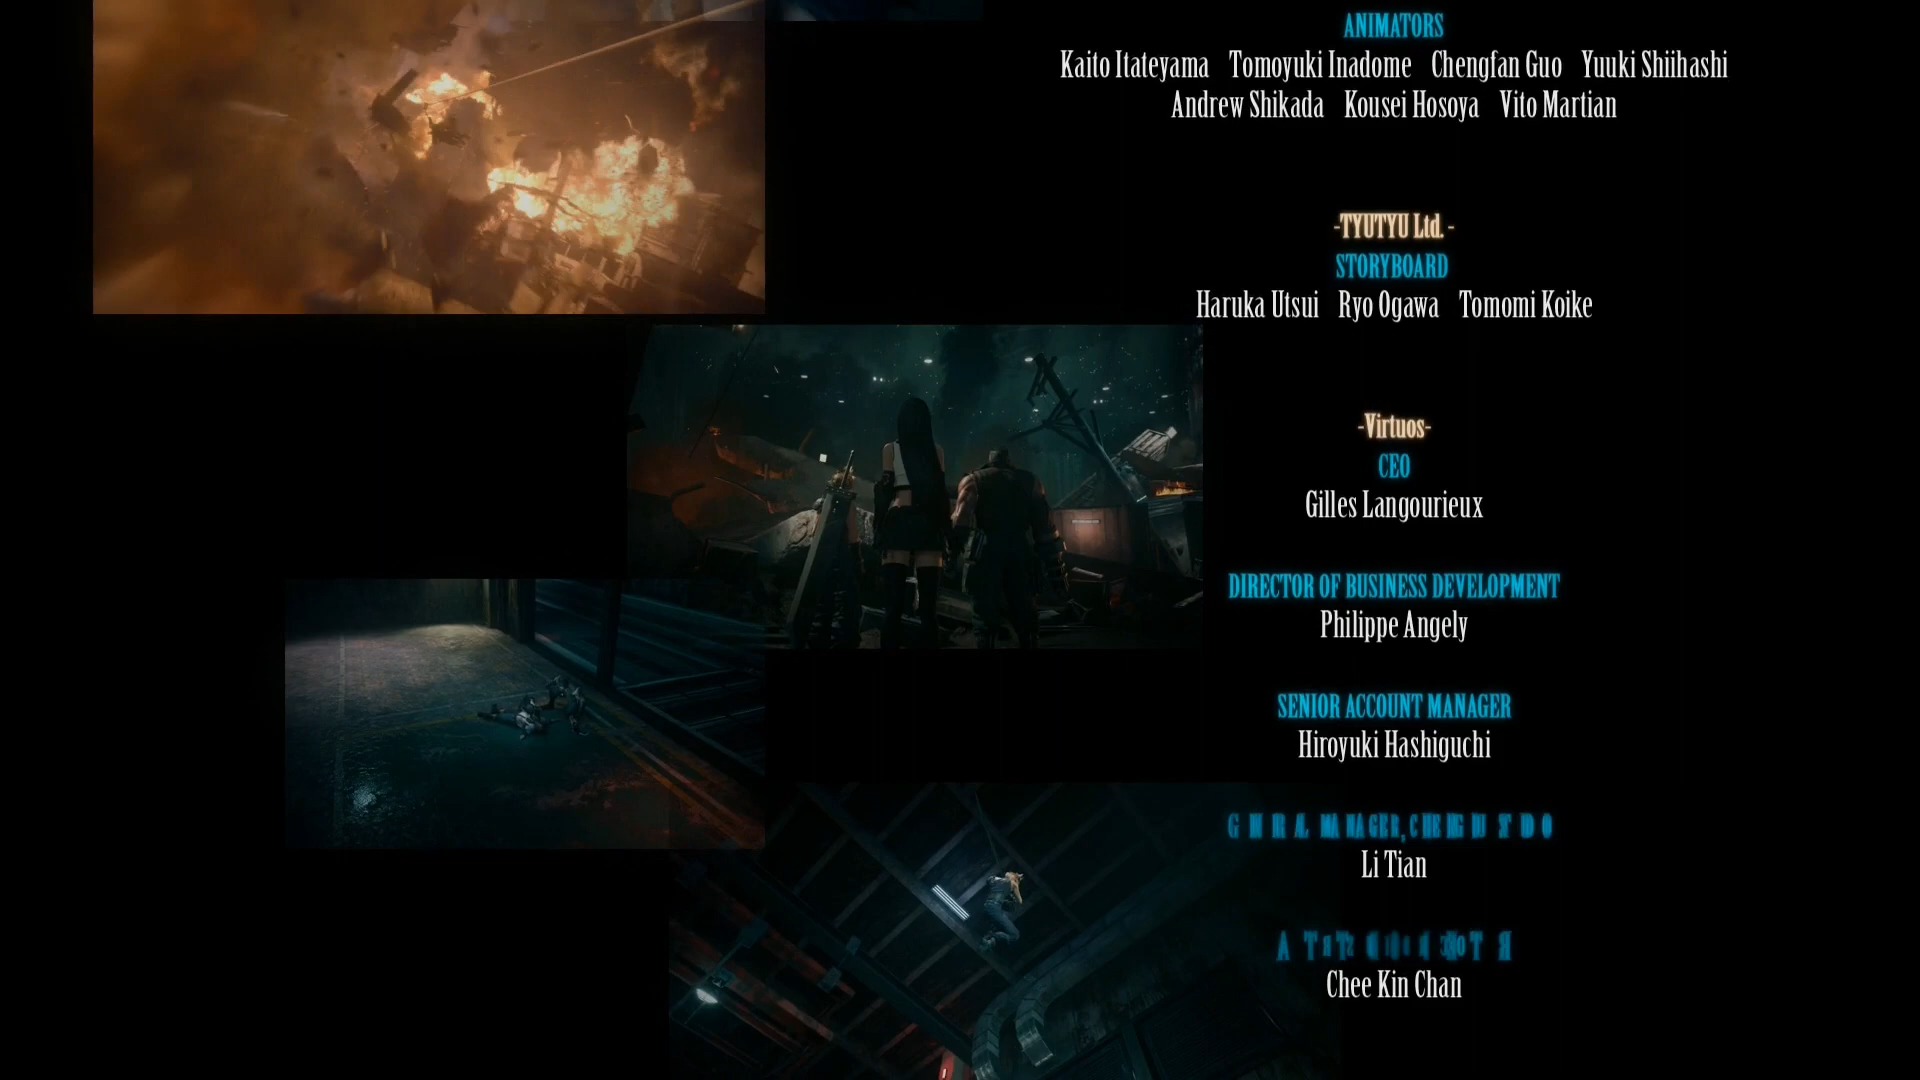 ANIMATORS
Kaito Itateyama Tomoyuki Inadome Chengfan Guo Yuuki Shiihashi
Andrew Shikada Kousei Hosoya Vito Martian
-TYUTYU Ltd.-
STORYBOARD
Haruka Utsui Ryo Ogawa Tomomi Koike
-Virtuos-
CEO
Gilles Langourieux
DIRECTOR OF BUSINESS DEVELOPMENT
Philippe Angely
SENIOR ACCOUNT MANAGER
Hiroyuki Hashiguchi
MANAGER,
Li Tian
Chee Kin Chan